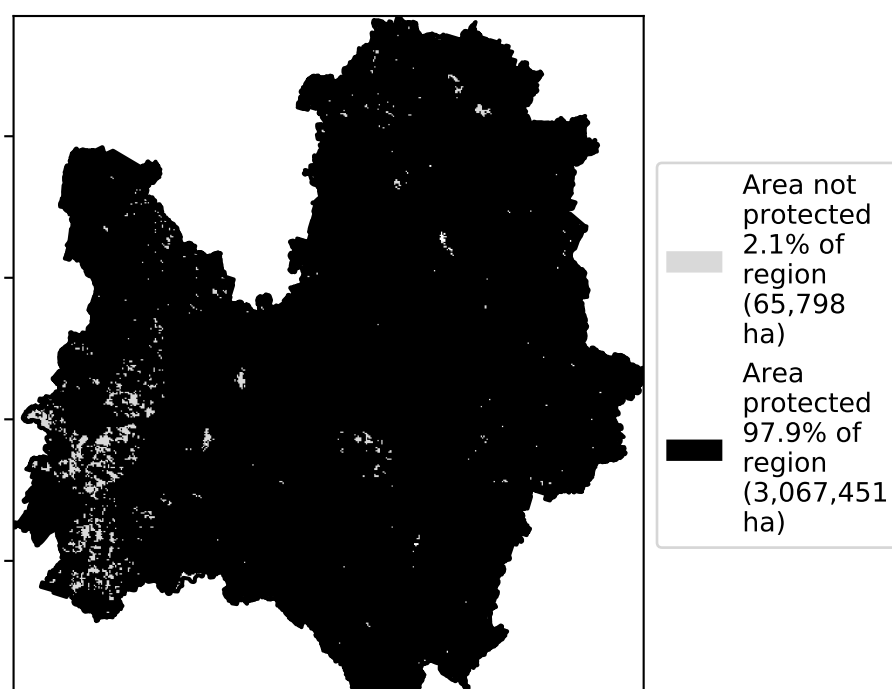 Area not
protected
2.1% of
region
(65,798
ha)
Area
protected
97.9% of
region
(3,067,451
ha)